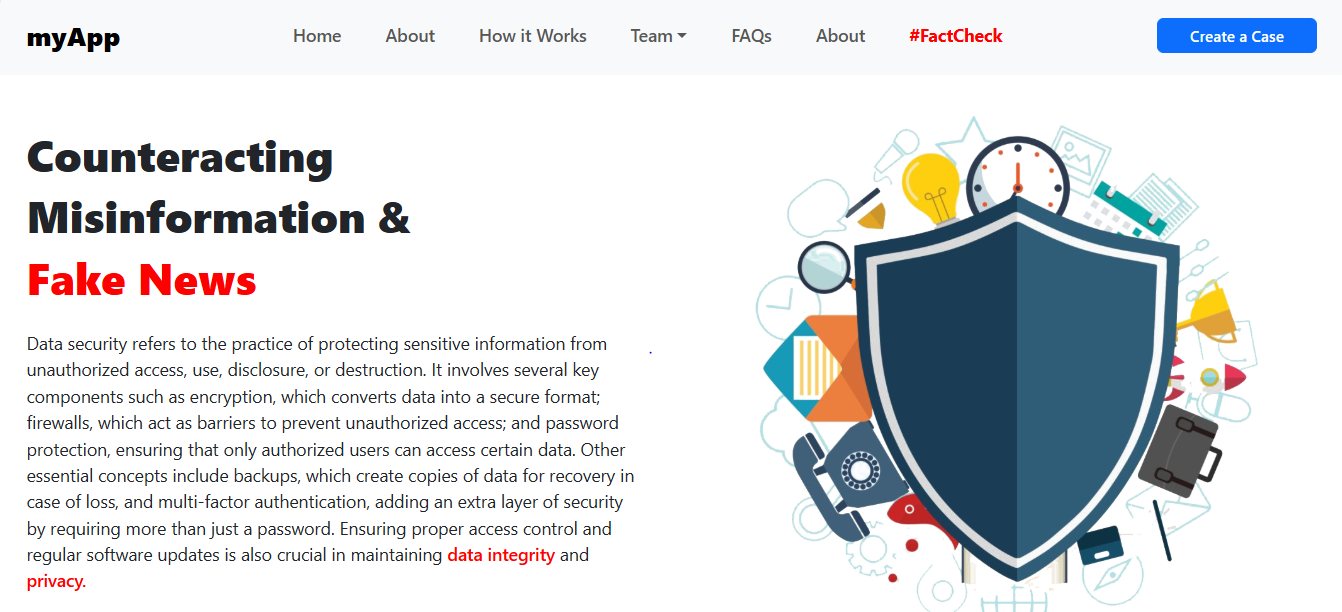 myApp
Home
About
How it Works
Team
FAQs
About
#FactCheck
Create a Case
Counteracting
Misinformation &
Fake News
Data security refers to the practice of protecting sensitive information from
unauthorized access, use, disclosure, or destruction. It involves several key
components such as encryption, which converts data into a secure format;
firewalls, which act as barriers to prevent unauthorized access; and password
protection, ensuring that only authorized users can access certain data. Other
essential concepts include backups, which create copies of data for recovery in
case of loss, and multi-factor authentication, adding an extra layer of security
by requiring more than just a password. Ensuring proper access control and
regular software updates is also crucial in maintaining data integrity and
privacy.